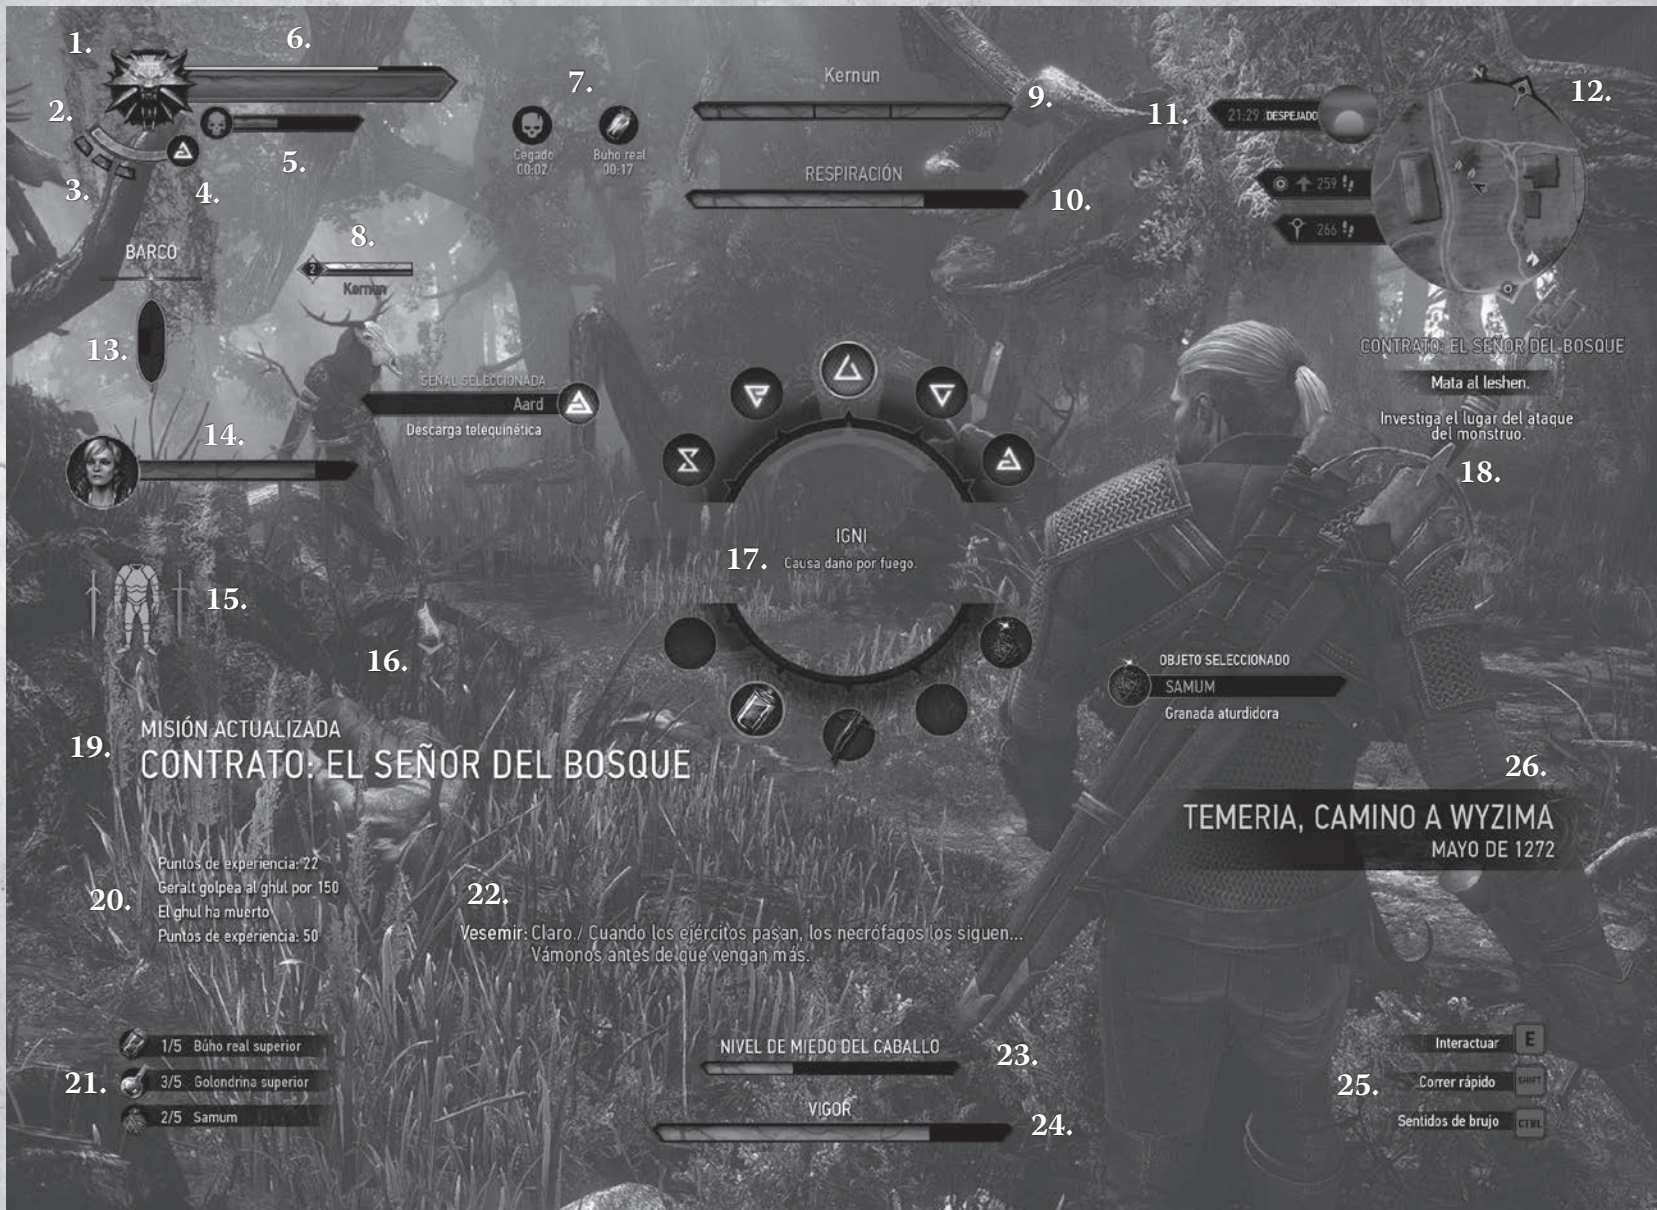 1.
6.
7.
Kernun
9.
12.
2.
11.
21:29 DESPEJADO
N
Cegado
00:02
Buho real
00:17
5.
3.
4.
RESPIRACIÓN
10.
259
266
BARCO
8.
2
Kernun
13.
CONTRATO: EL SEÑOR DEL BOSQUE
Mata al leshen.
Investiga el lugar del ataque
del monstruo.
18.
SEÑAL SELECCIONADA
Aard
Descarga telequinética
14.
IGNI
17.
Causa daño por fuego.
15.
16.
OBJETO SELECCIONADO
SAMUM
Granada aturdidora
19.
MISIÓN ACTUALIZADA
CONTRATO: EL SEÑOR DEL BOSQUE
26.
TEMERIA, CAMINO A WYZIMA
MAYO DE 1272
20.
Puntos de experiencia: 22
Geralt golpea al ghul por 150
El ghul ha muerto
Puntos de experiencia: 50
22.
Vesemir: Claro./ Cuando los ejércitos pasan, los necrófagos los siguen...
Vámonos antes de que vengan más.
21.
1/5 Búho real superior
3/5 Golondrina superior
2/5 Samum
NIVEL DE MIEDO DEL CABALLO
23.
VIGOR
24.
25.
Interactuar E
Correr rápido SHIFT
Sentidos de brujo CTRL